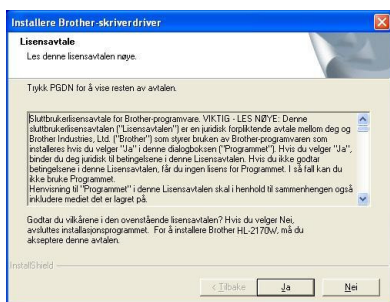 Installere Brother-skriverdriver
Lisensavtale
Les denne lisensavtalen nøye.
Trykk PGDN for å vise resten av avtalen.
Sluttbrukerlisensavtale for Brother-programvare. VIKTIG - LES NØYE: Denne
sluttbrukerlisensavtalen ("Lisensavtalen") er en juridisk forpliktende avtale mellom deg og
Brother Industries, Ltd. ("Brother") som styrer bruken av Brother-programvaren som
installeres hvis du velger "Ja" i denne dialogboksen ("Programmet"). Hvis du velger "Ja",
binder du deg juridisk til betingelsene i denne Lisensavtalen. Hvis du ikke godtar
betingelsene i denne Lisensavtalen, får du ingen lisens for Programmet. I så fall kan du
ikke bruke Programmet.
Henvisning til "Programmet" i denne Lisensavtalen skal i henhold til sammenhengen også
inkludere mediet det er lagret på.
Godtar du vilkårene i den ovenstående lisensavtalen? Hvis du velger Nei,
avsluttes installasjonsprogrammet. For å installere Brother HL-2170W, må du
akseptere denne avtalen.
InstallShield
< Tilbake
Ja
Nei